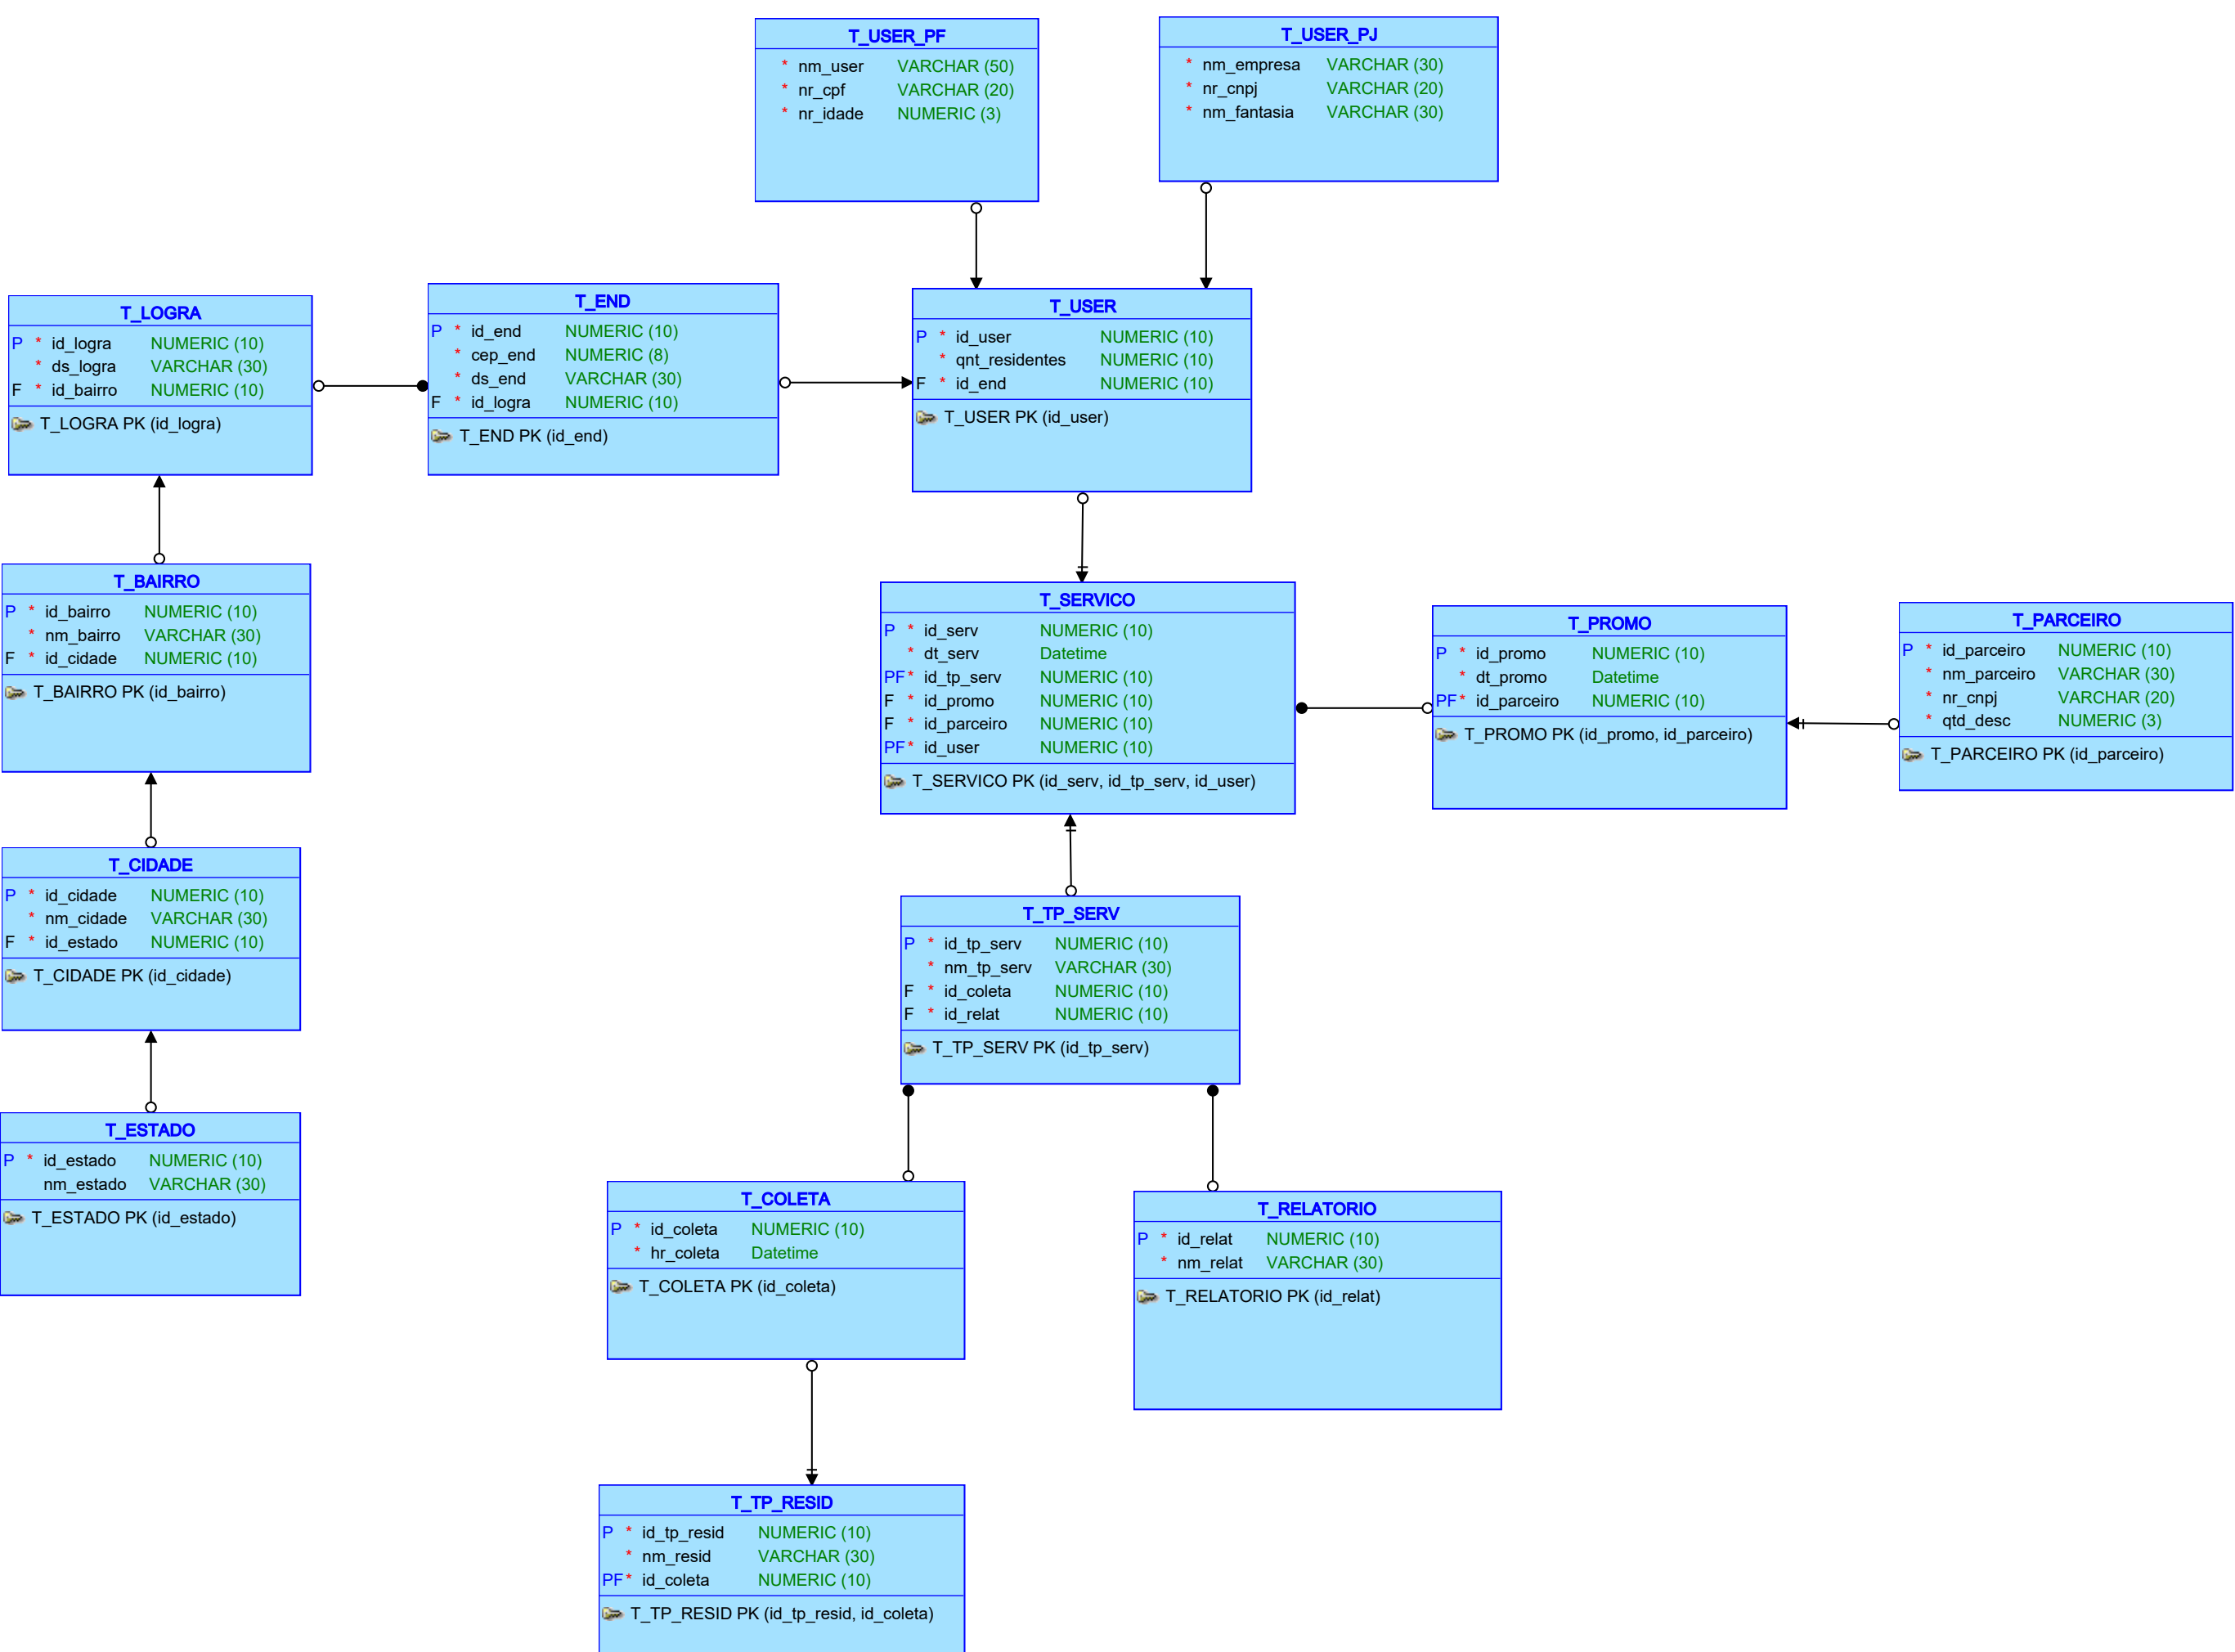 T_USER_PF
* nm_user VARCHAR (50)
* nr_cpf VARCHAR (20)
* nr_idade NUMERIC (3)
T_USER_PJ
* nm_empresa VARCHAR (30)
* nr_cnpj VARCHAR (20)
* nm_fantasia VARCHAR (30)
T_LOGRA
P * id_logra NUMERIC (10)
* ds_logra VARCHAR (30)
F * id_bairro NUMERIC (10)
T_LOGRA PK (id_logra)
T_END
P * id_end NUMERIC (10)
* cep_end NUMERIC (8)
* ds_end VARCHAR (30)
F * id_logra NUMERIC (10)
T_END PK (id_end)
T_USER
P * id_user NUMERIC (10)
* qnt_residentes NUMERIC (10)
F * id_end NUMERIC (10)
T_USER PK (id_user)
T_BAIRRO
P * id_bairro NUMERIC (10)
* nm_bairro VARCHAR (30)
F * id_cidade NUMERIC (10)
T_BAIRRO PK (id_bairro)
T_SERVICO
P * id_serv NUMERIC (10)
* dt_serv Datetime
PF * id_tp_serv NUMERIC (10)
F * id_promo NUMERIC (10)
F * id_parceiro NUMERIC (10)
PF * id_user NUMERIC (10)
T_SERVICO PK (id_serv, id_tp_serv, id_user)
T_PROMO
P * id_promo NUMERIC (10)
* dt_promo Datetime
PF * id_parceiro NUMERIC (10)
T_PROMO PK (id_promo, id_parceiro)
T_PARCEIRO
P * id_parceiro NUMERIC (10)
* nm_parceiro VARCHAR (30)
* nr_cnpj VARCHAR (20)
* qtd_desc NUMERIC (3)
T_PARCEIRO PK (id_parceiro)
T_CIDADE
P * id_cidade NUMERIC (10)
* nm_cidade VARCHAR (30)
F * id_estado NUMERIC (10)
T_CIDADE PK (id_cidade)
T_TP_SERV
P * id_tp_serv NUMERIC (10)
* nm_tp_serv VARCHAR (30)
F * id_coleta NUMERIC (10)
F * id_relat NUMERIC (10)
T_TP_SERV PK (id_tp_serv)
T_ESTADO
P * id_estado NUMERIC (10)
nm_estado VARCHAR (30)
T_ESTADO PK (id_estado)
T_COLETA
P * id_coleta NUMERIC (10)
* hr_coleta Datetime
T_COLETA PK (id_coleta)
T_RELATORIO
P * id_relat NUMERIC (10)
* nm_relat VARCHAR (30)
T_RELATORIO PK (id_relat)
T_TP_RESID
P * id_tp_resid NUMERIC (10)
* nm_resid VARCHAR (30)
PF * id_coleta NUMERIC (10)
T_TP_RESID PK (id_tp_resid, id_coleta)